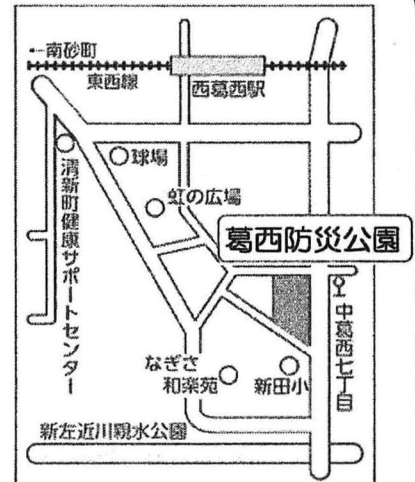 ←南砂町
東西線
西葛西駅
球場
虹の広場
清新町健康サポートセンター
葛西防災公園
中葛西七丁目
なぎさ
和楽苑
新田小
新左近川親水公園